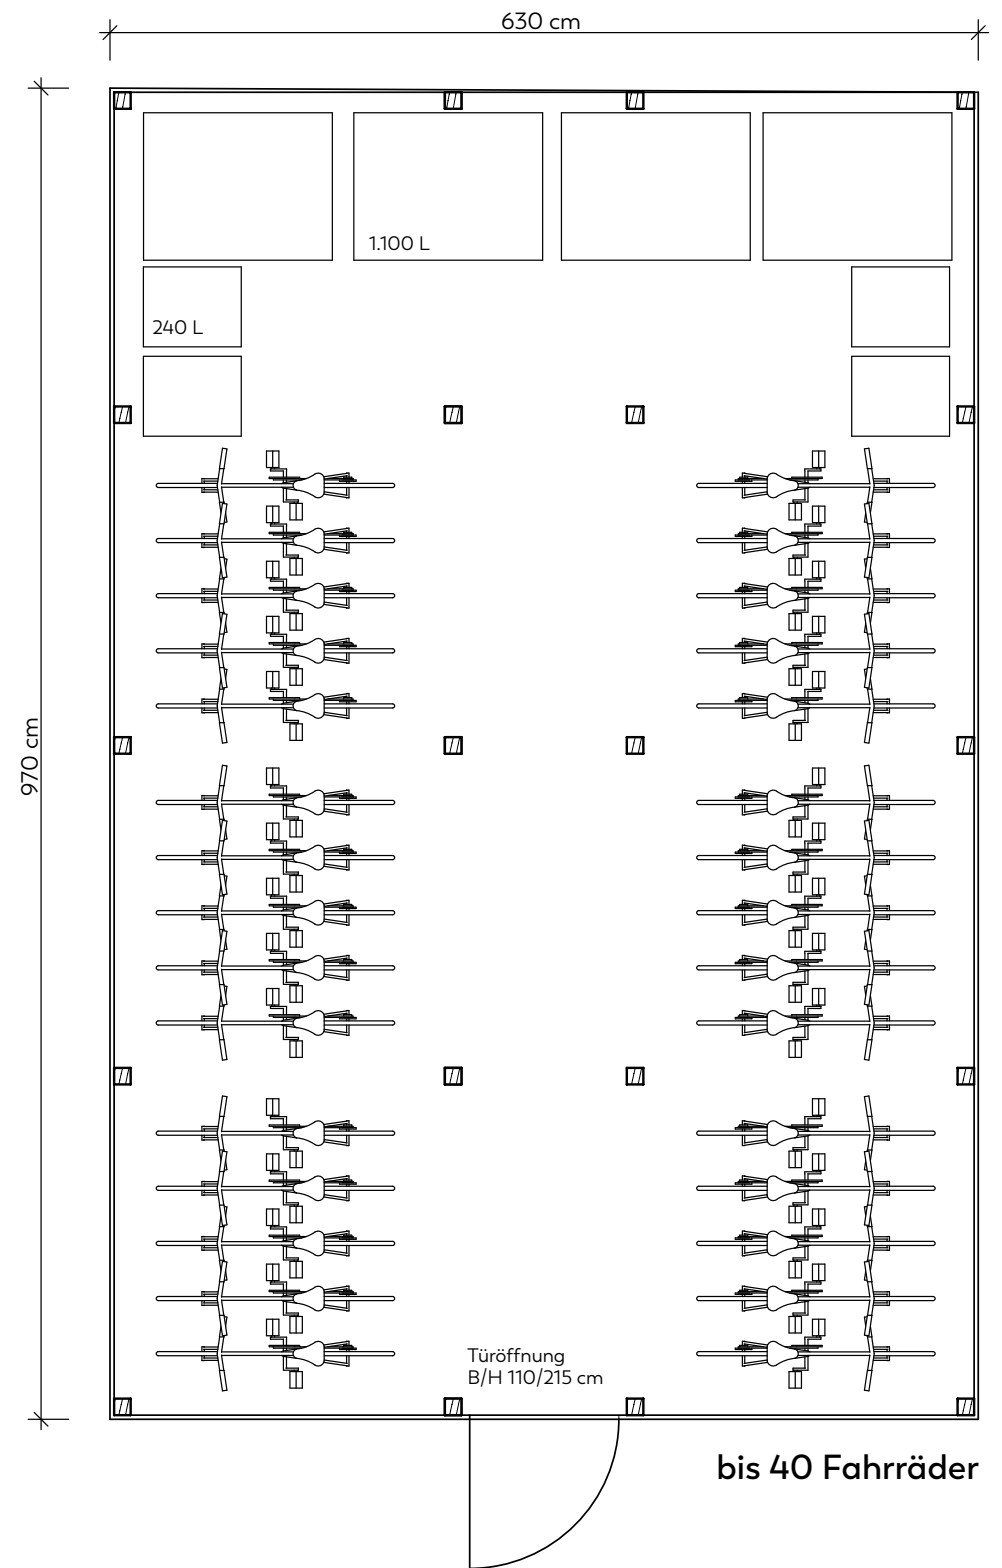 630 cm
1.100 L
240 L
970 cm
Türöffnung
B/H 110/215 cm
bis 40 Fahrräder